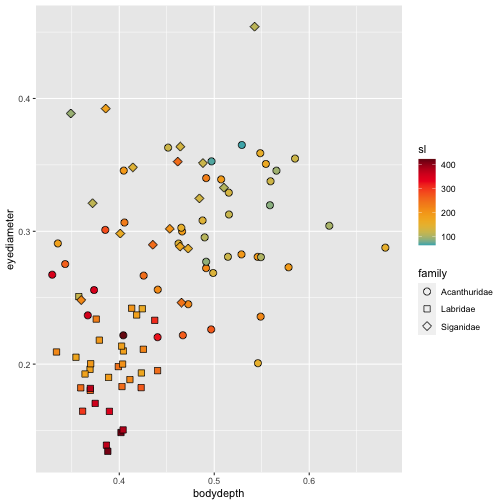 0.4
0.3
0.2
eyediameter
0.4
0.5
0.6
bodydepth
sl
400
300
200
100
family
Acanthuridae
Labridae
Siganidae